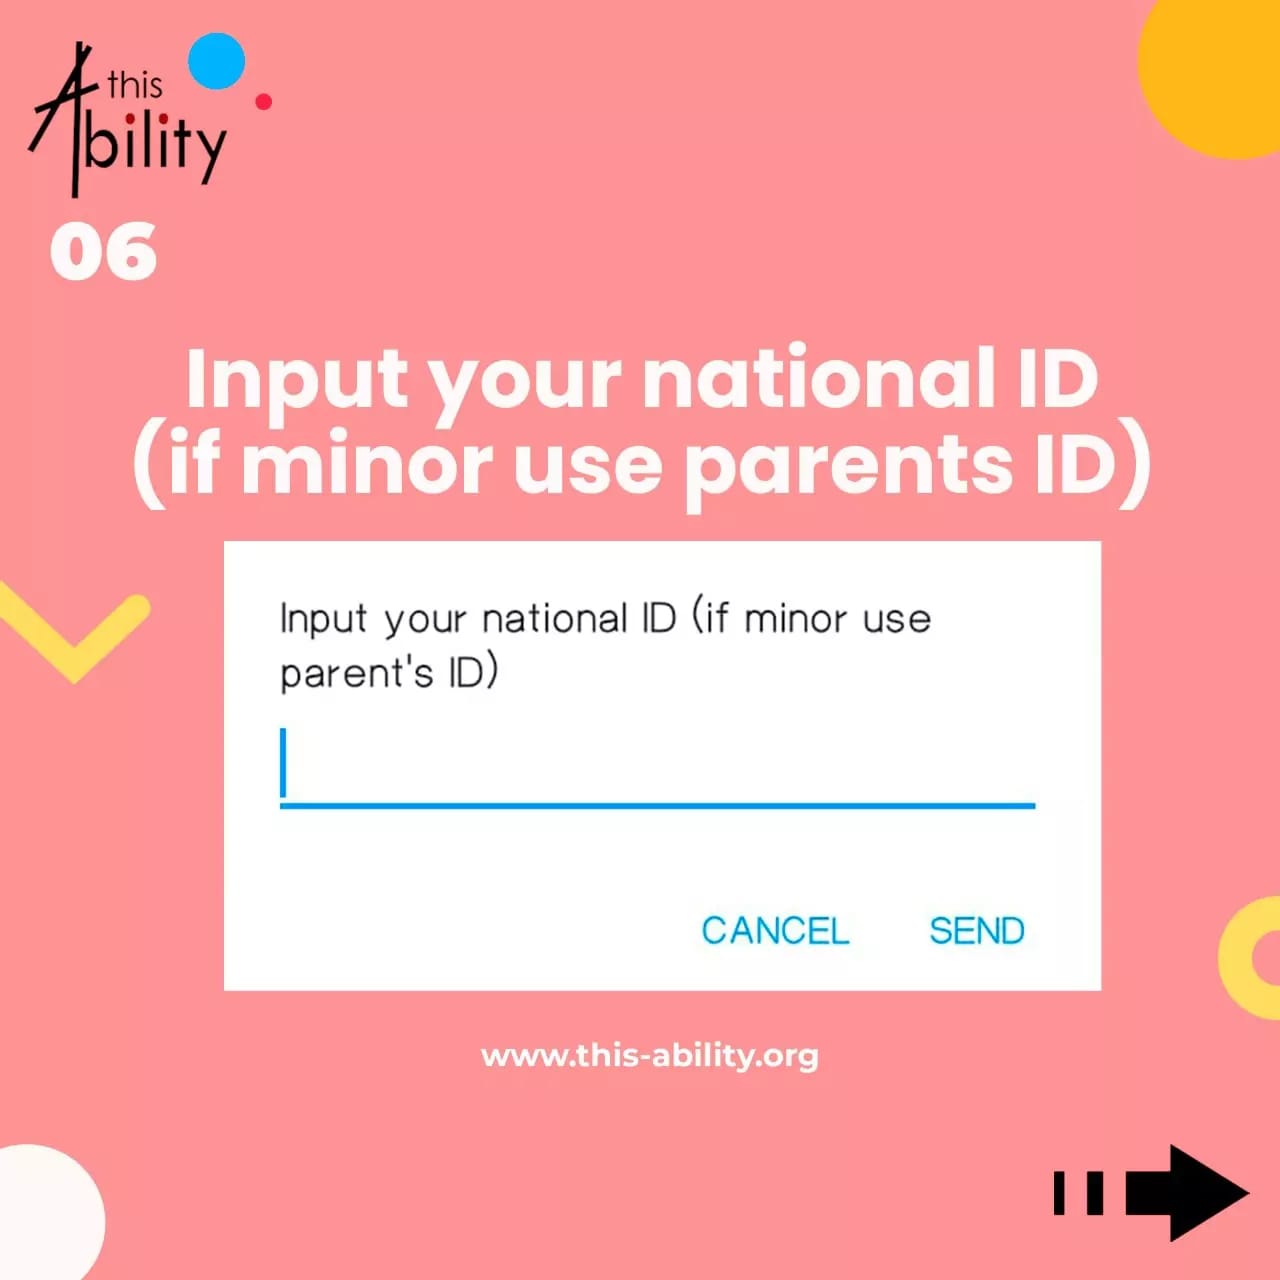 this
Ability
06
Input your national ID
(if minor use parents ID)
Input your national ID (if minor use
parent's ID)
CANCEL SEND
www.this-ability.org